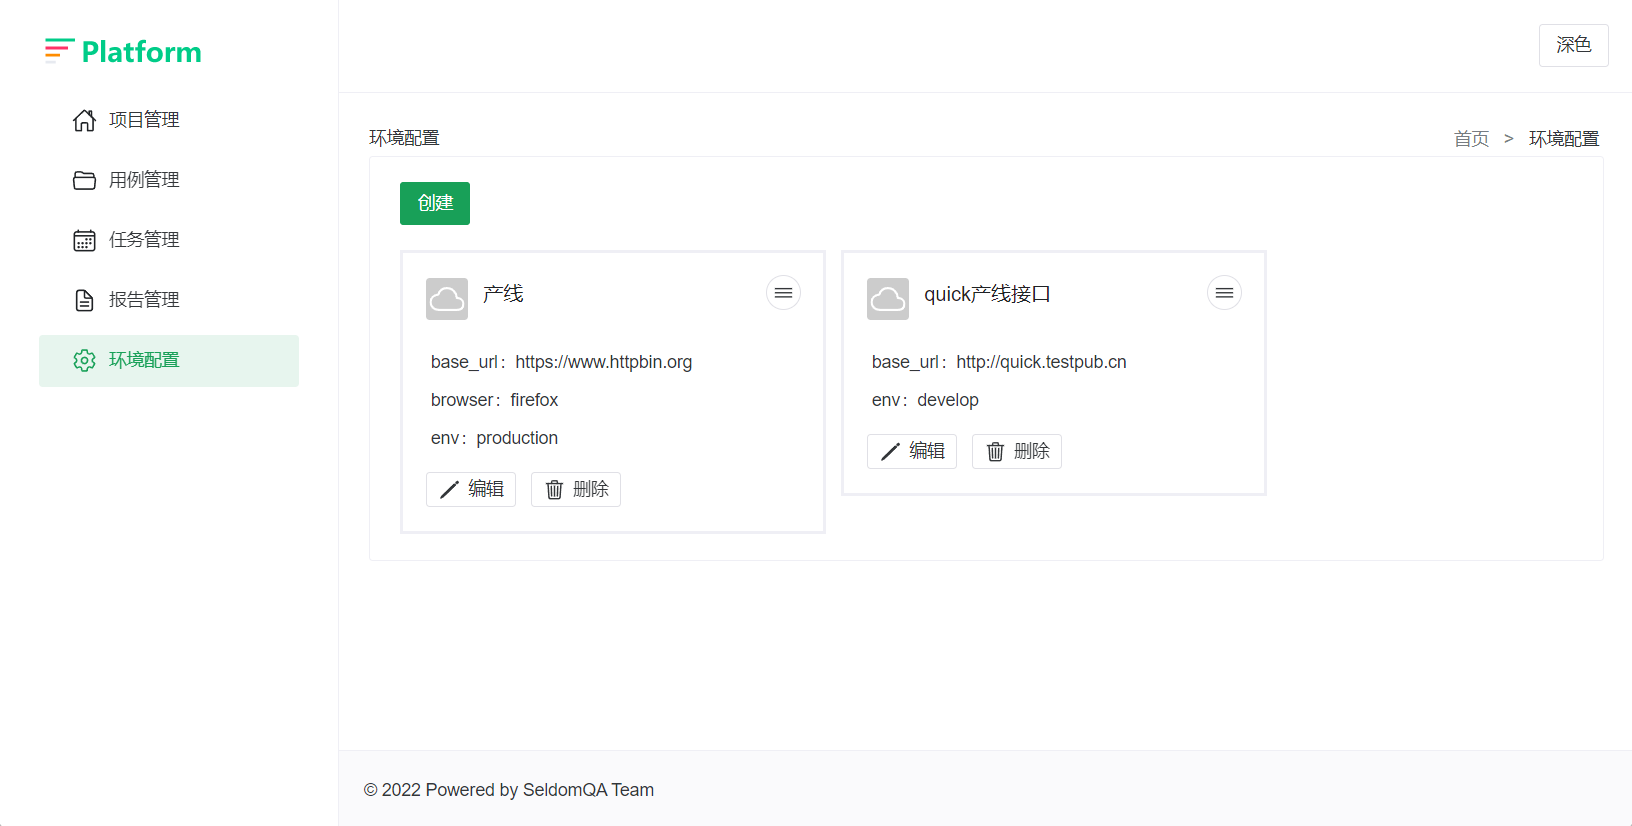 Platform
项目管理
用例管理
任务管理
报告管理
环境配置
深色
环境配置
首页 > 环境配置
创建
产线
base_url：https://www.httpbin.org
browser：firefox
env：production
编辑 删除
quick产线接口
base_url：http://quick.testpub.cn
env：develop
编辑 删除
© 2022 Powered by SeldomQA Team